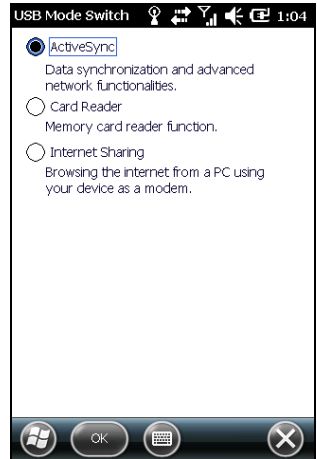 USB Mode Switch 1:04
ActiveSync
Data synchronization and advanced
network functionalities.
Card Reader
Memory card reader function.
Internet Sharing
Browsing the internet from a PC using
your device as a modem.
OK